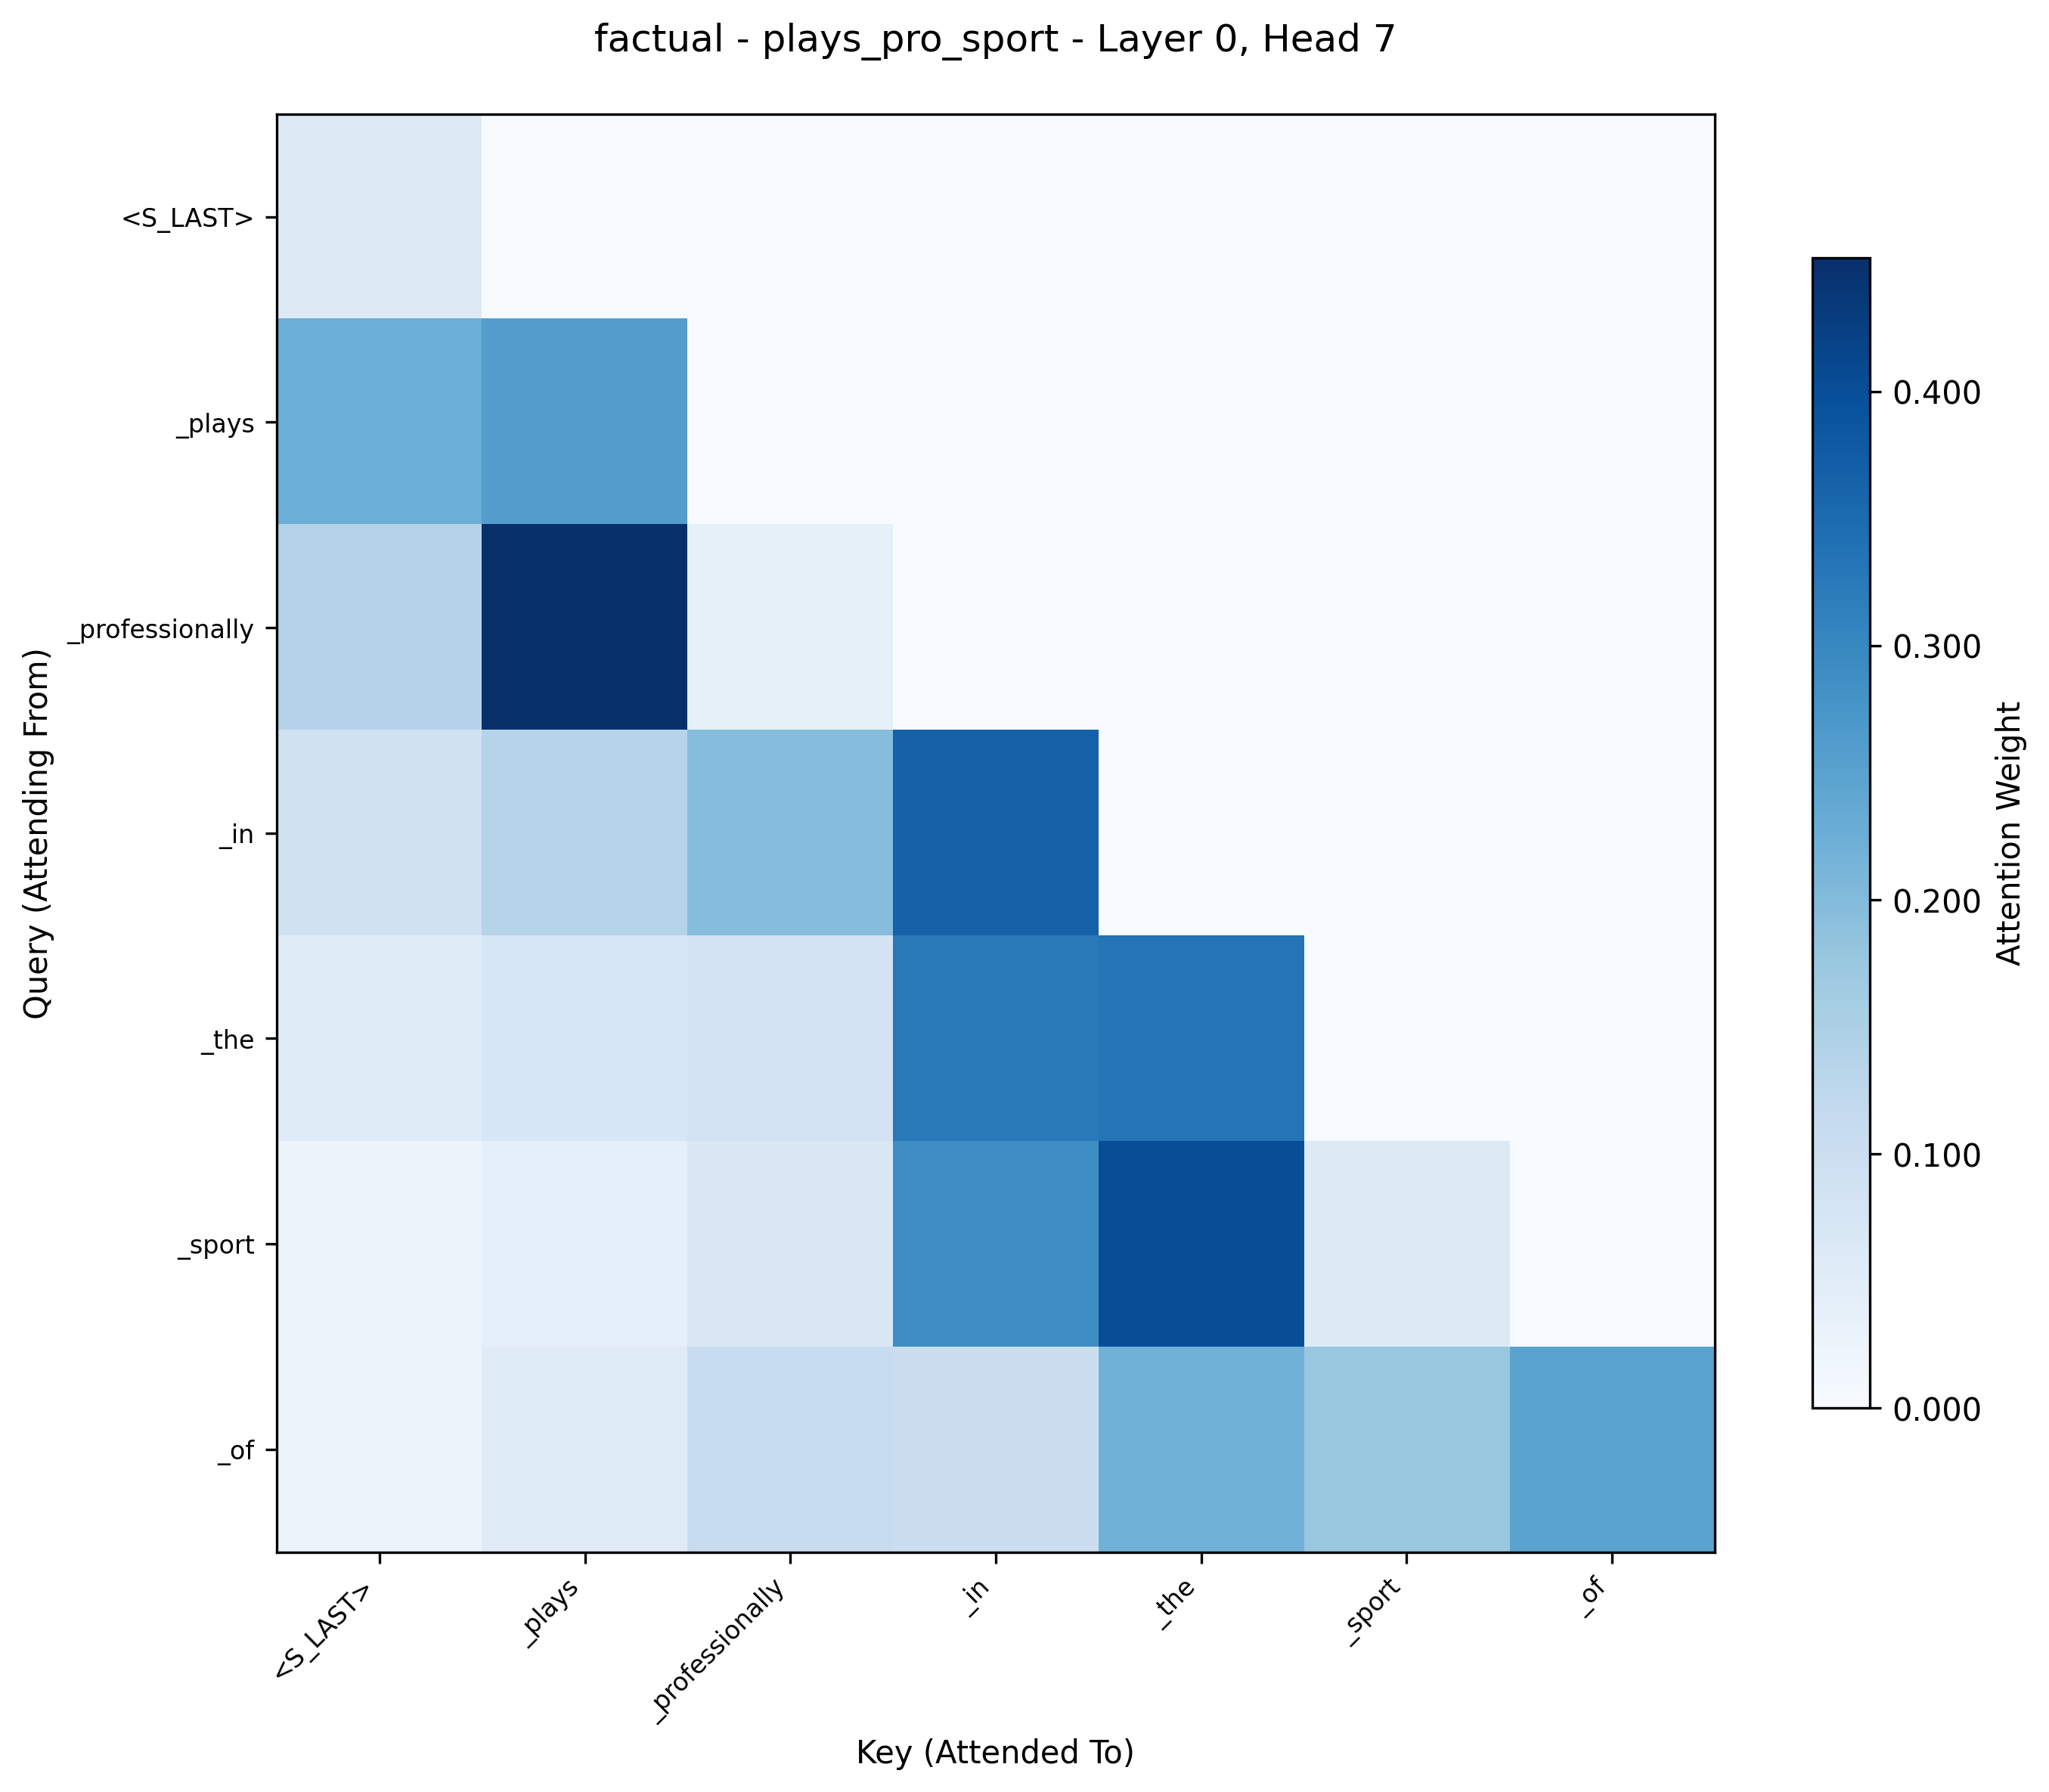 factual - plays_pro_sport - Layer 0, Head 7
Query (Attending From)
<S_LAST>
_plays
_professionally
_in
_the
_sport
_of
<S_LAST>
_plays
_professionally
_in
_the
_sport
_of
Key (Attended To)
0.400
0.300
0.200
0.100
0.000
Attention Weight